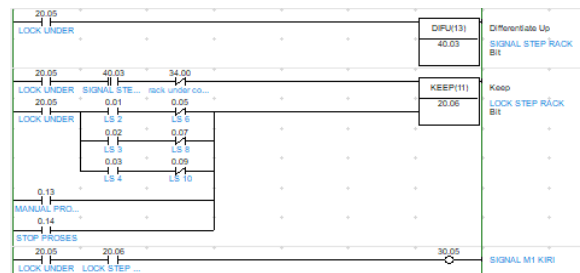 20.05
LOCK UNDER
DIFU(13)
Differentiate Up
40.03
SIGNAL STEP RACK
Bit
20.05 40.03 34.00
LOCK UNDER SIGNAL STE... rack under co...
KEEP(11)
Keep
20.05 0.01 0.05
LOCK UNDER LS 2 LS 6
20.06
LOCK STEP RACK
Bit
0.02 0.07
LS 3 LS 8
0.03 0.09
LS 4 LS 10
0.13
MANUAL PRO...
0.14
STOP PROSES
20.05 20.06 30.05
LOCK UNDER LOCK STEP ... SIGNAL M1 KIRI